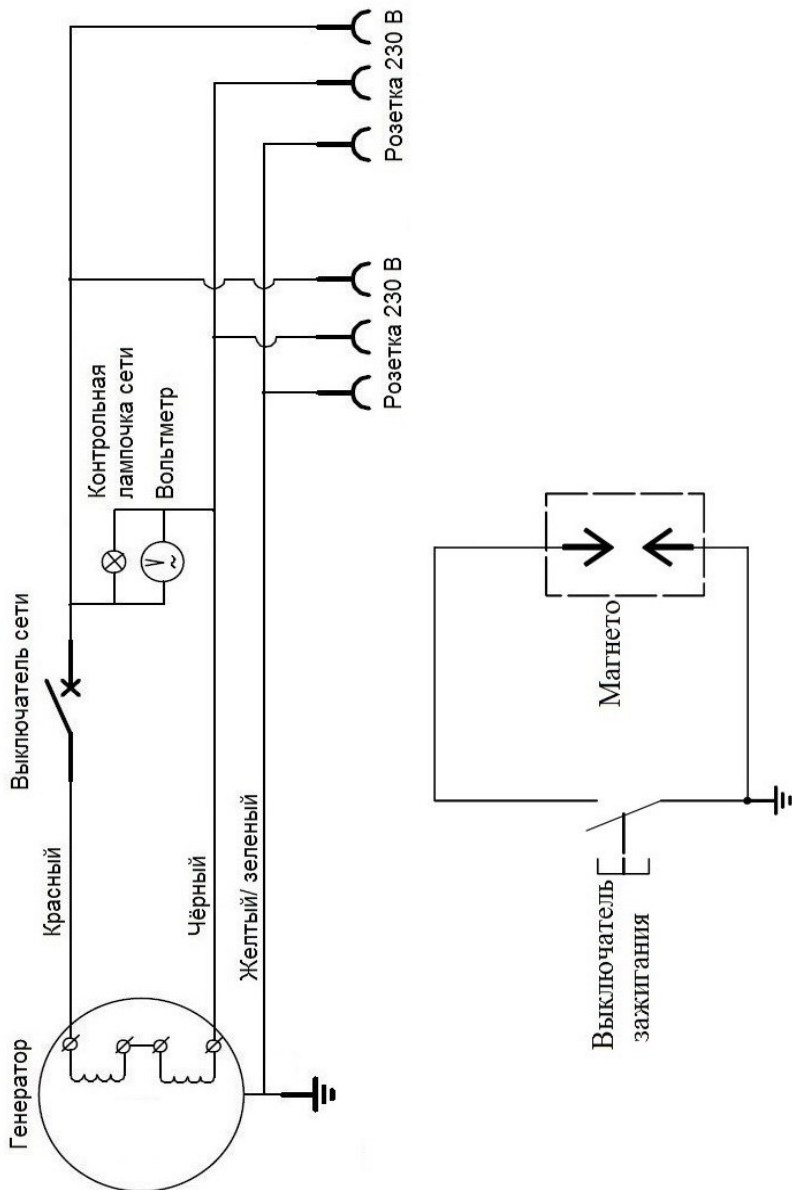 Генератор
Красный
Чёрный
Желтый/ зеленый
Выключатель сети
Контрольная
лампочка сети
Вольтметр
V
~
Розетка 230 В
Розетка 230 В
Выключатель
зажигания
Магнето